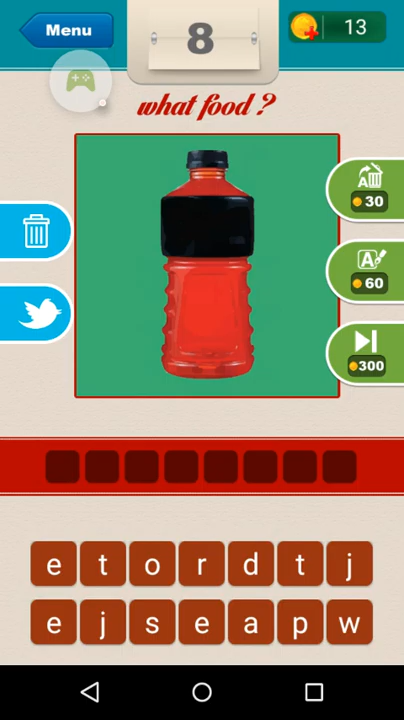 Menu
8
13
what food ?
A
30
A
60
300
e t o r d t j
e j s e a p w